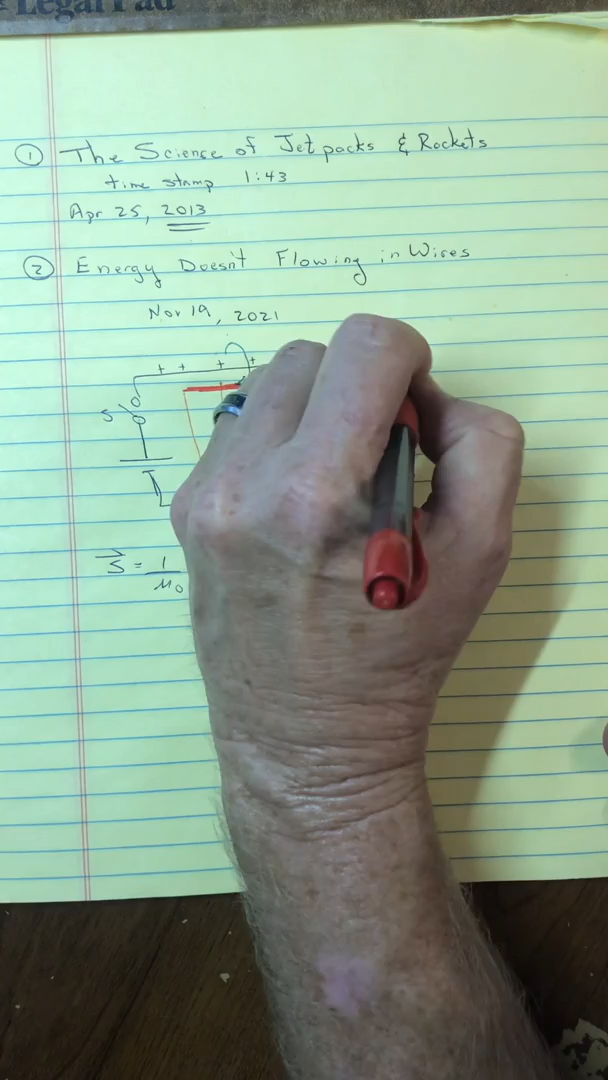 Legal Pad
① The Science of Jetpacks & Rockets
time stamp 1:43
Apr 25, 2013
② Energy Doesn't Flowing in Wires
Nov 19, 2021
+ + + +
S
S⃗ = 1/μ₀